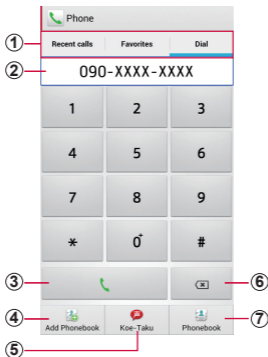 Phone
Recent calls Favorites Dial
090-XXXX-XXXX
1 2 3
4 5 6
7 8 9
* 0+ #
Add Phonebook Koe-Taku Phonebook
1
2
3
4
5
6
7